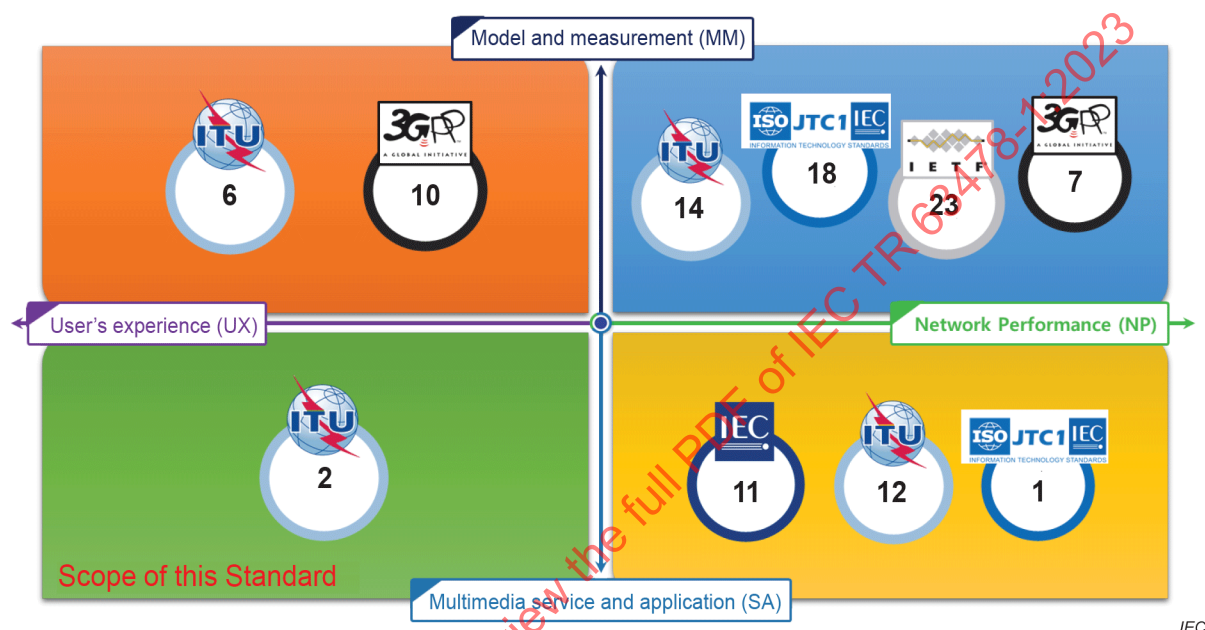 Model and measurement (MM)
ITU
6
3GPP
A GLOBAL INITIATIVE
10
ITU
14
ISO JTC1 IEC
INFORMATION TECHNOLOGY STANDARDS
18
IETF
23
3GPP
A GLOBAL INITIATIVE
7
User's experience (UX)
Network Performance (NP)
ITU
2
IEC
11
ITU
12
ISO JTC1 IEC
INFORMATION TECHNOLOGY STANDARDS
1
Scope of this Standard
Multimedia service and application (SA)
iew the full PDF of IEC TR 63478-1:2023
IEC